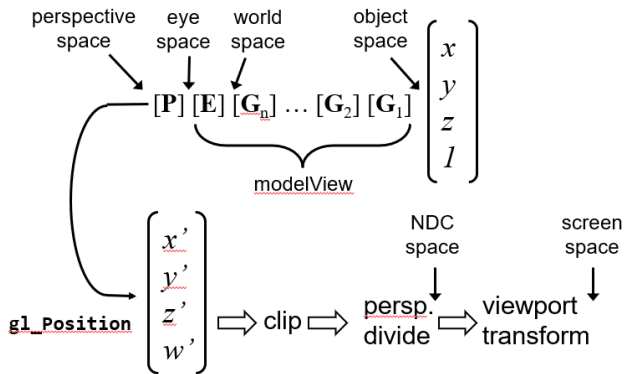 perspective space
eye space
world space
object space
[P] [E] [Gn] … [G2] [G1]
x
y
z
1
modelView
gl_Position
x’
y’
z’
w’
clip
persp. divide
NDC space
viewport transform
screen space